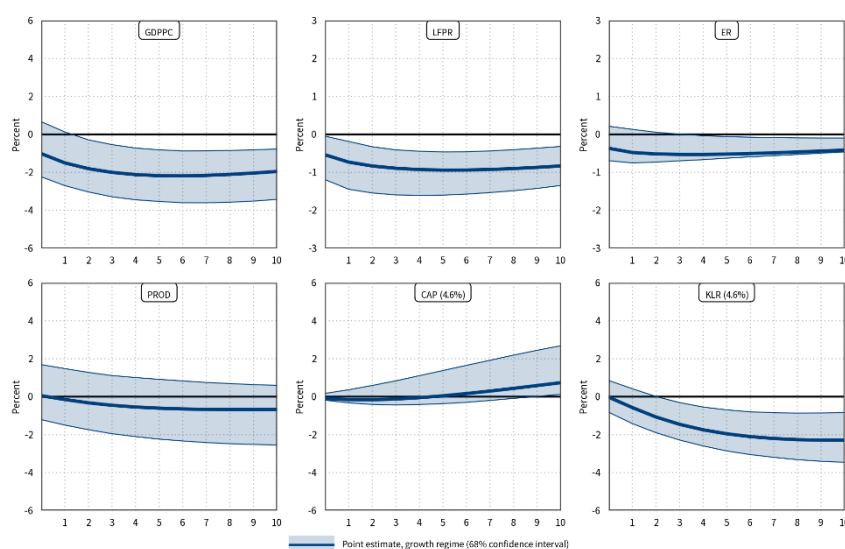 GDPPC
LFPR
ER
6
4
2
0
-2
-4
-6
Percent
1 2 3 4 5 6 7 8 9 10
3
2
1
0
-1
-2
-3
Percent
1 2 3 4 5 6 7 8 9 10
3
2
1
0
-1
-2
-3
Percent
1 2 3 4 5 6 7 8 9 10
PROD
CAP (4.6%)
KLR (4.6%)
6
4
2
0
-2
-4
-6
Percent
1 2 3 4 5 6 7 8 9 10
6
4
2
0
-2
-4
-6
Percent
1 2 3 4 5 6 7 8 9 10
6
4
2
0
-2
-4
-6
Percent
1 2 3 4 5 6 7 8 9 10
Point estimate, growth regime (68% confidence interval)